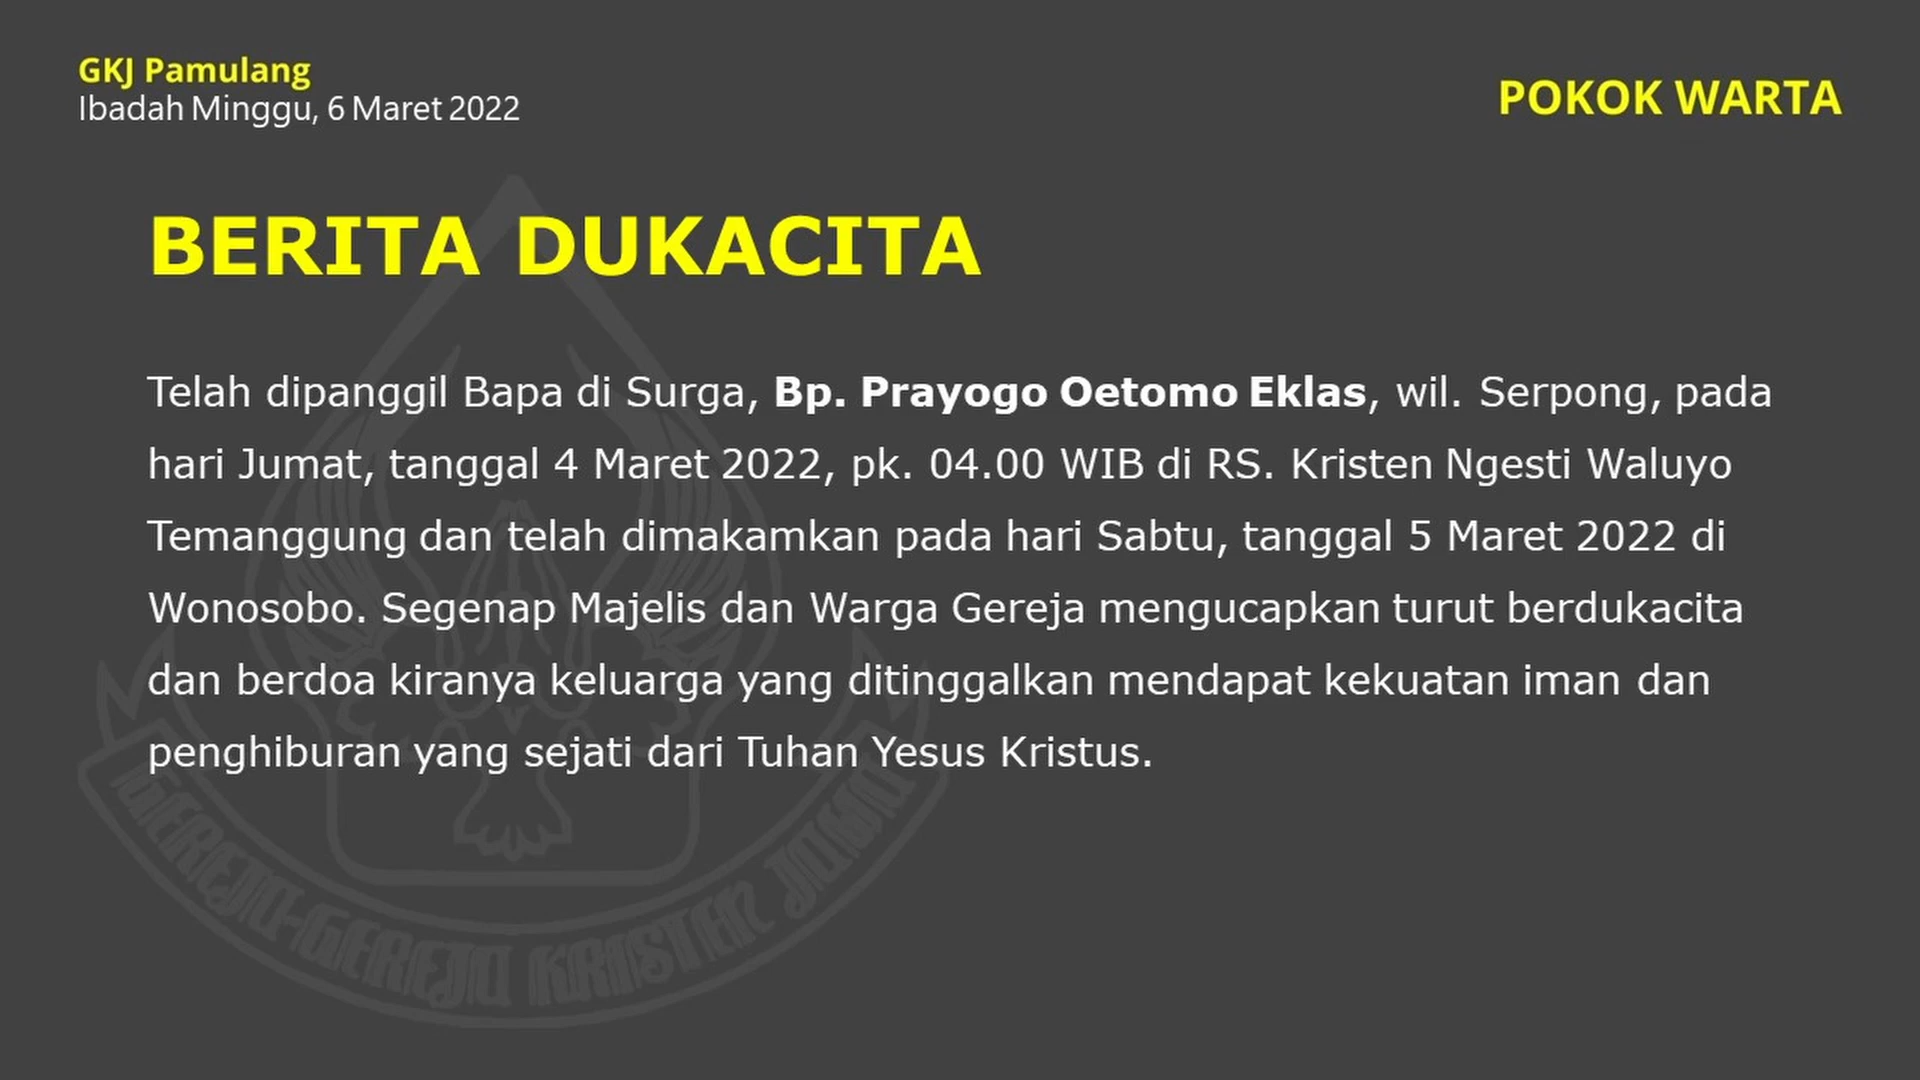 GKJ Pamulang
Ibadah Minggu, 6 Maret 2022
POKOK WARTA
BERITA DUKACITA
Telah dipanggil Bapa di Surga, Bp. Prayogo Oetomo Eklas, wil. Serpong, pada
hari Jumat, tanggal 4 Maret 2022, pk. 04.00 WIB di RS. Kristen Ngesti Waluyo
Temanggung dan telah dimakamkan pada hari Sabtu, tanggal 5 Maret 2022 di
Wonosobo. Segenap Majelis dan Warga Gereja mengucapkan turut berdukacita
dan berdoa kiranya keluarga yang ditinggalkan mendapat kekuatan iman dan
penghiburan yang sejati dari Tuhan Yesus Kristus.
GEREJA-GEREJA KRISTEN JAWA